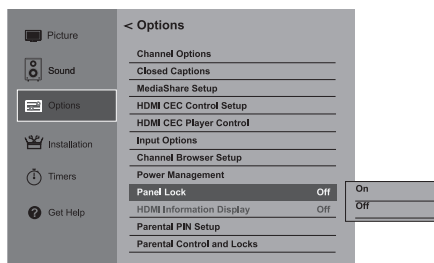 Picture
Sound
Options
Installation
Timers
Get Help
< Options
Channel Options
Closed Captions
MediaShare Setup
HDMI CEC Control Setup
HDMI CEC Player Control
Input Options
Channel Browser Setup
Power Management
Panel Lock Off
HDMI Information Display Off
Parental PIN Setup
Parental Control and Locks
On
Off